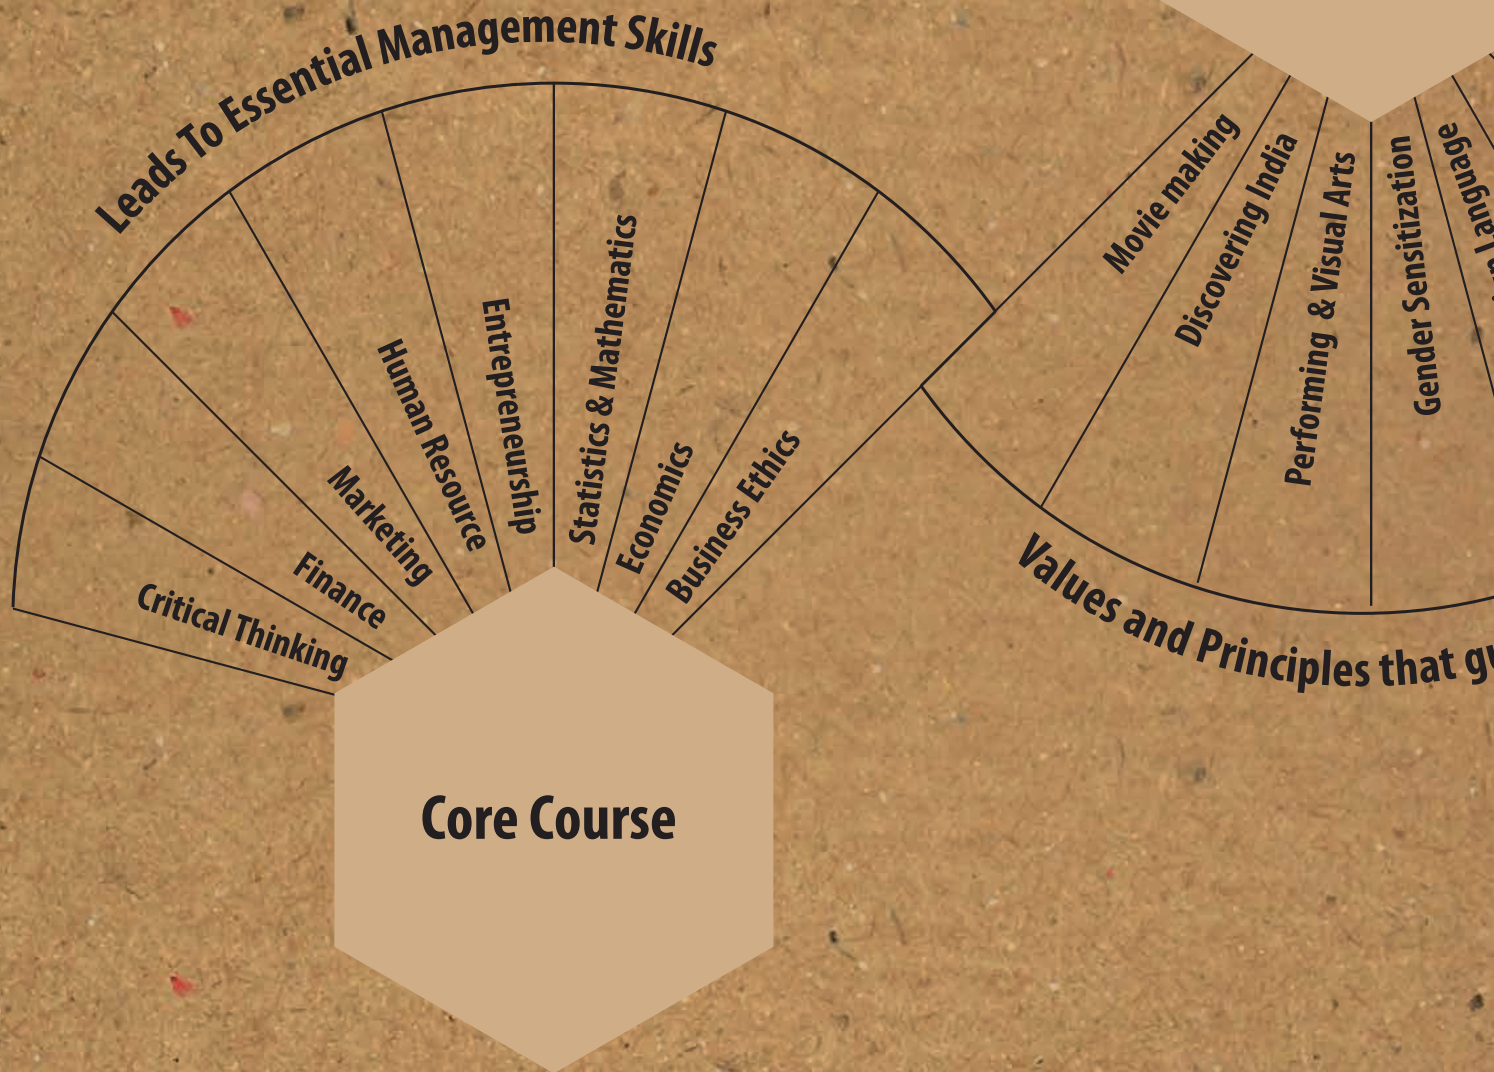 Leads To Essential Management Skills
Critical Thinking
Finance
Marketing
Human Resource
Entrepreneurship
Statistics & Mathematics
Economics
Business Ethics
Core Course
Movie making
Discovering India
Performing & Visual Arts
Gender Sensitization
Language
Values and Principles that